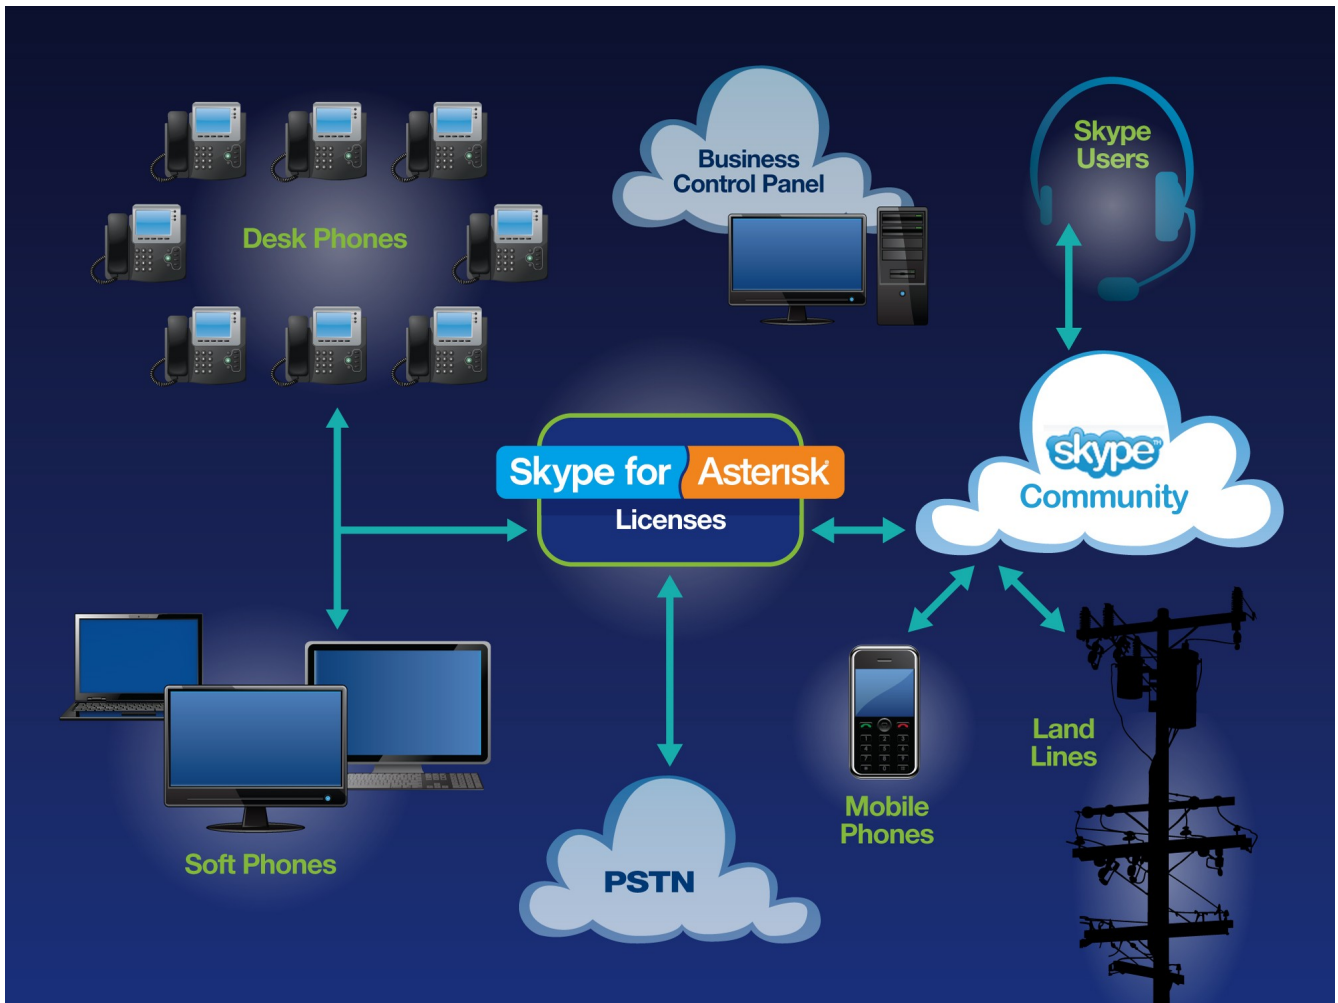 Business
Control Panel
Skype
Users
Desk Phones
Skype for Asterisk
Licenses
skype™
Community
Land
Lines
Mobile
Phones
Soft Phones
PSTN